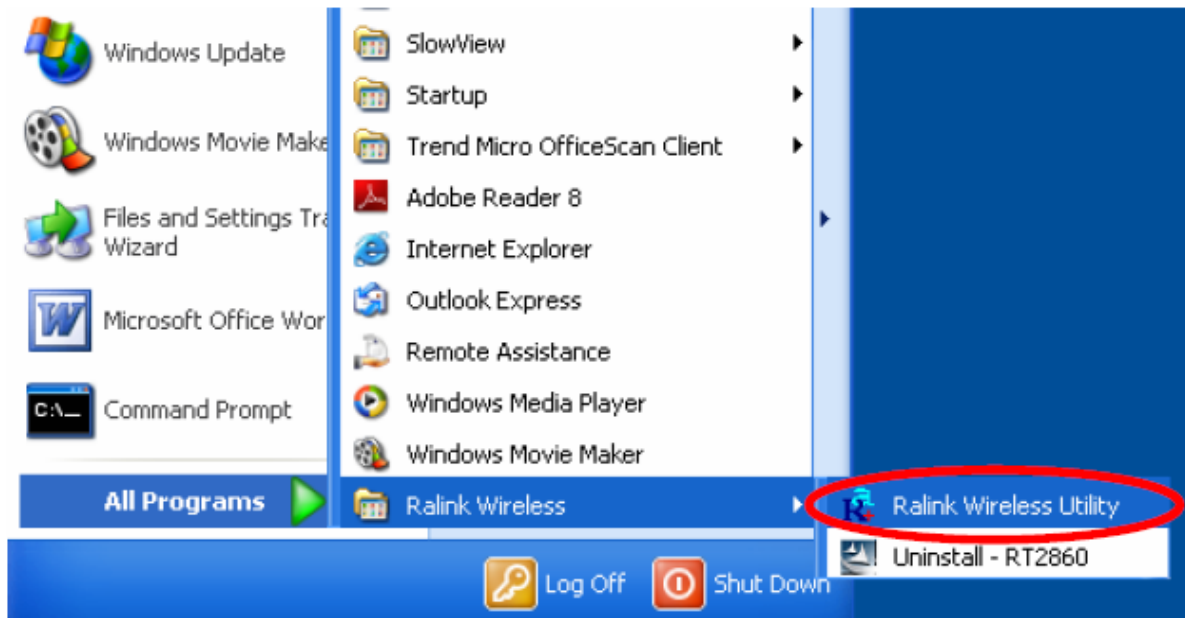 Windows Update
Windows Movie Make
Files and Settings Tra
Wizard
Microsoft Office Wor
C:\_
Command Prompt
All Programs
SlowView
Startup
Trend Micro OfficeScan Client
Adobe Reader 8
Internet Explorer
Outlook Express
Remote Assistance
Windows Media Player
Windows Movie Maker
Ralink Wireless
Ralink Wireless Utility
Uninstall - RT2860
Log Off
Shut Down